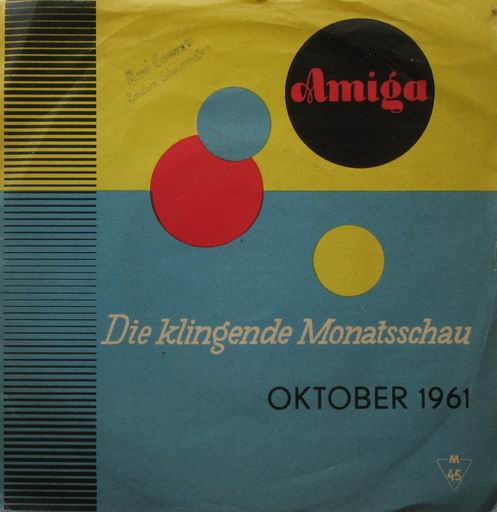 Amiga
Die klingende Monatsschau
OKTOBER 1961
M
45